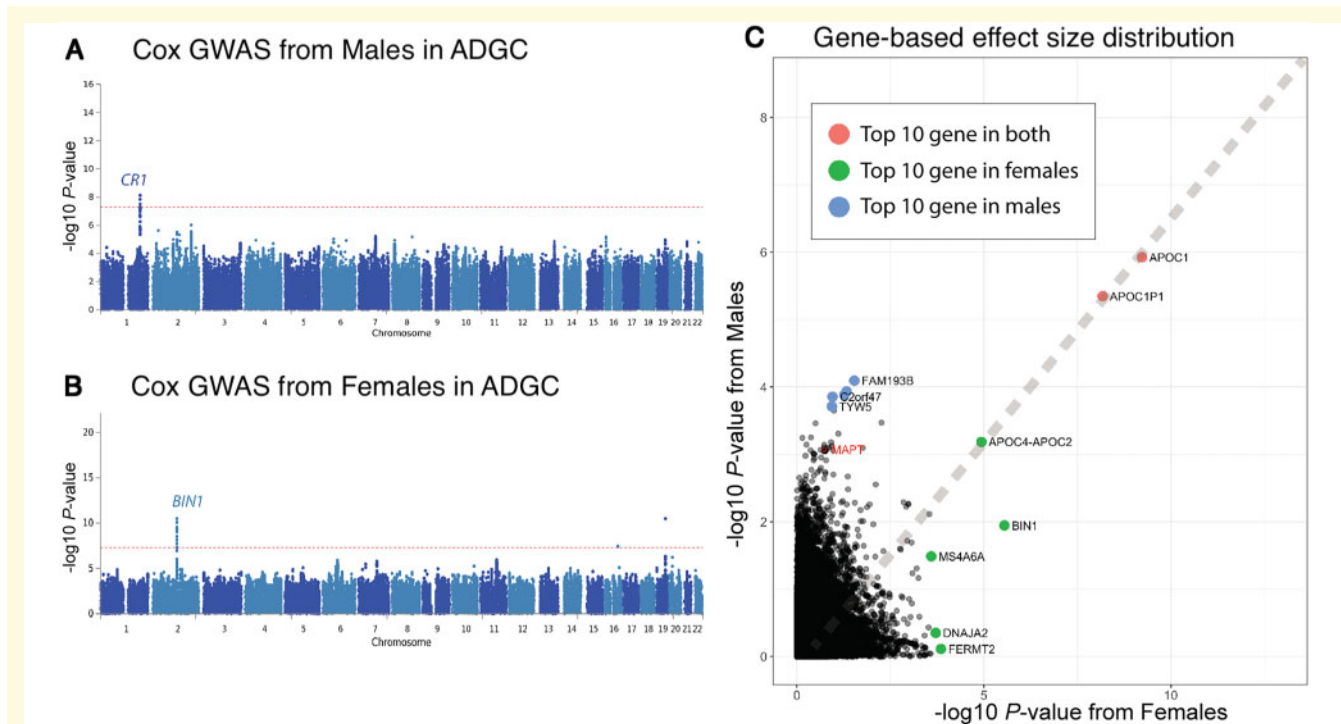 A Cox GWAS from Males in ADGC
-log10 P-value
16
14
12
10
8
6
4
2
0
CR1
1 2 3 4 5 6 7 8 9 10 11 12 13 14 15 16 17 18 19 20 21 22
Chromosome
B Cox GWAS from Females in ADGC
-log10 P-value
20
15
10
5
0
BIN1
1 2 3 4 5 6 7 8 9 10 11 12 13 14 15 16 17 18 19 20 21 22
Chromosome
C Gene-based effect size distribution
-log10 P-value from Males
8
6
4
2
0
Top 10 gene in both
Top 10 gene in females
Top 10 gene in males
APOC1
APOC1P1
FAM193B
C2orf47
TYW5
MAPT
APOC4-APOC2
BIN1
MS4A6A
DNAJA2
FERMT2
0 5 10
-log10 P-value from Females